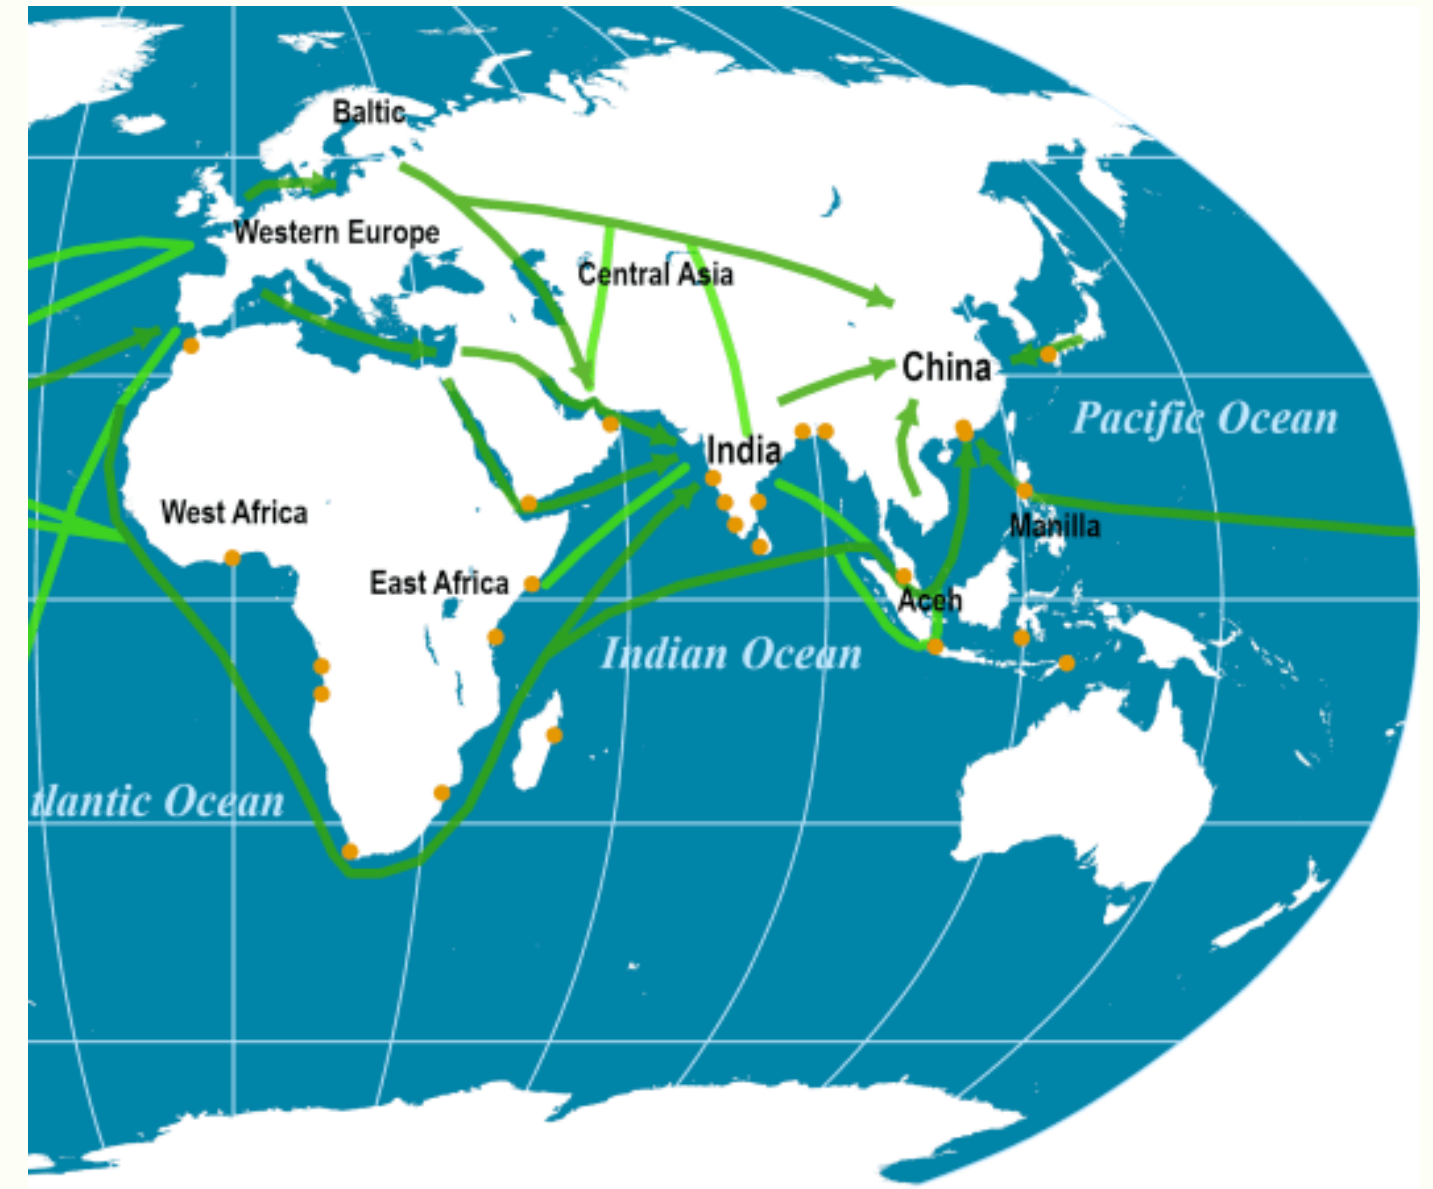 Baltic
Western Europe
Central Asia
China
Pacific Ocean
India
West Africa
Manilla
East Africa
Aceh
Indian Ocean
tlantic Ocean